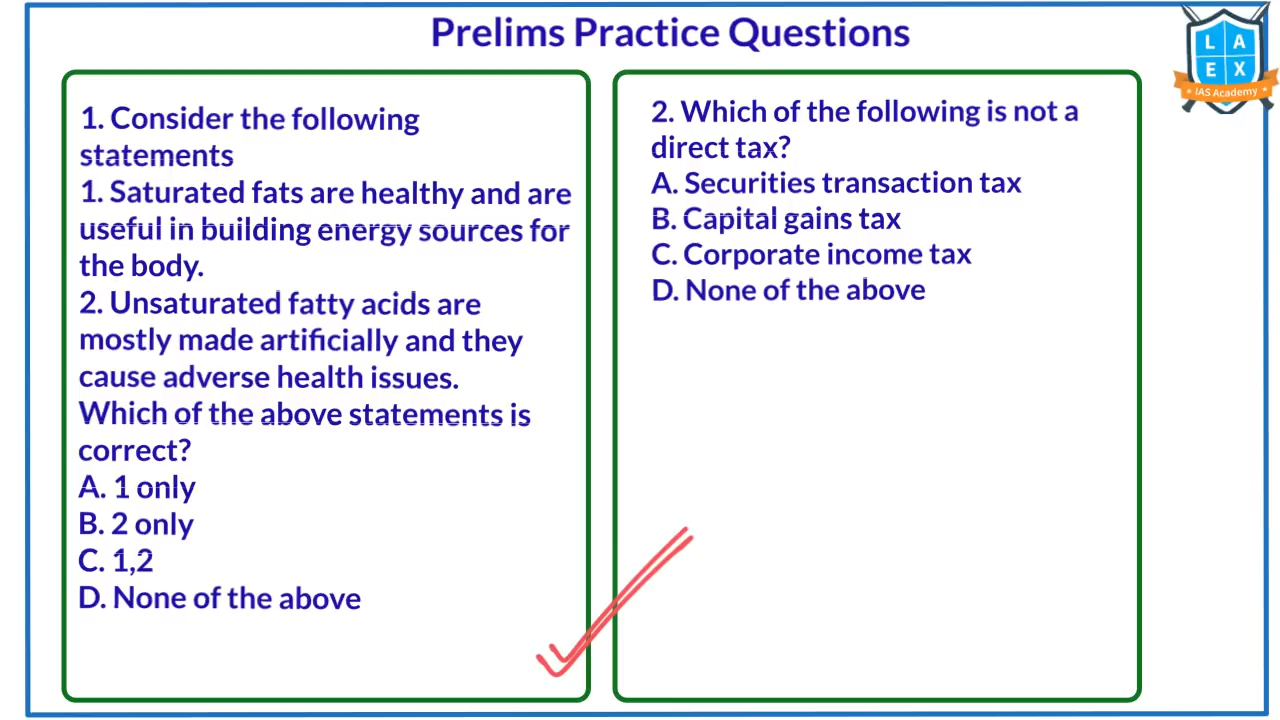 Prelims Practice Questions
L A
E X
IAS Academy
1. Consider the following
statements
1. Saturated fats are healthy and are
useful in building energy sources for
the body.
2. Unsaturated fatty acids are
mostly made artificially and they
cause adverse health issues.
Which of the above statements is
correct?
A. 1 only
B. 2 only
C. 1,2
D. None of the above
2. Which of the following is not a
direct tax?
A. Securities transaction tax
B. Capital gains tax
C. Corporate income tax
D. None of the above